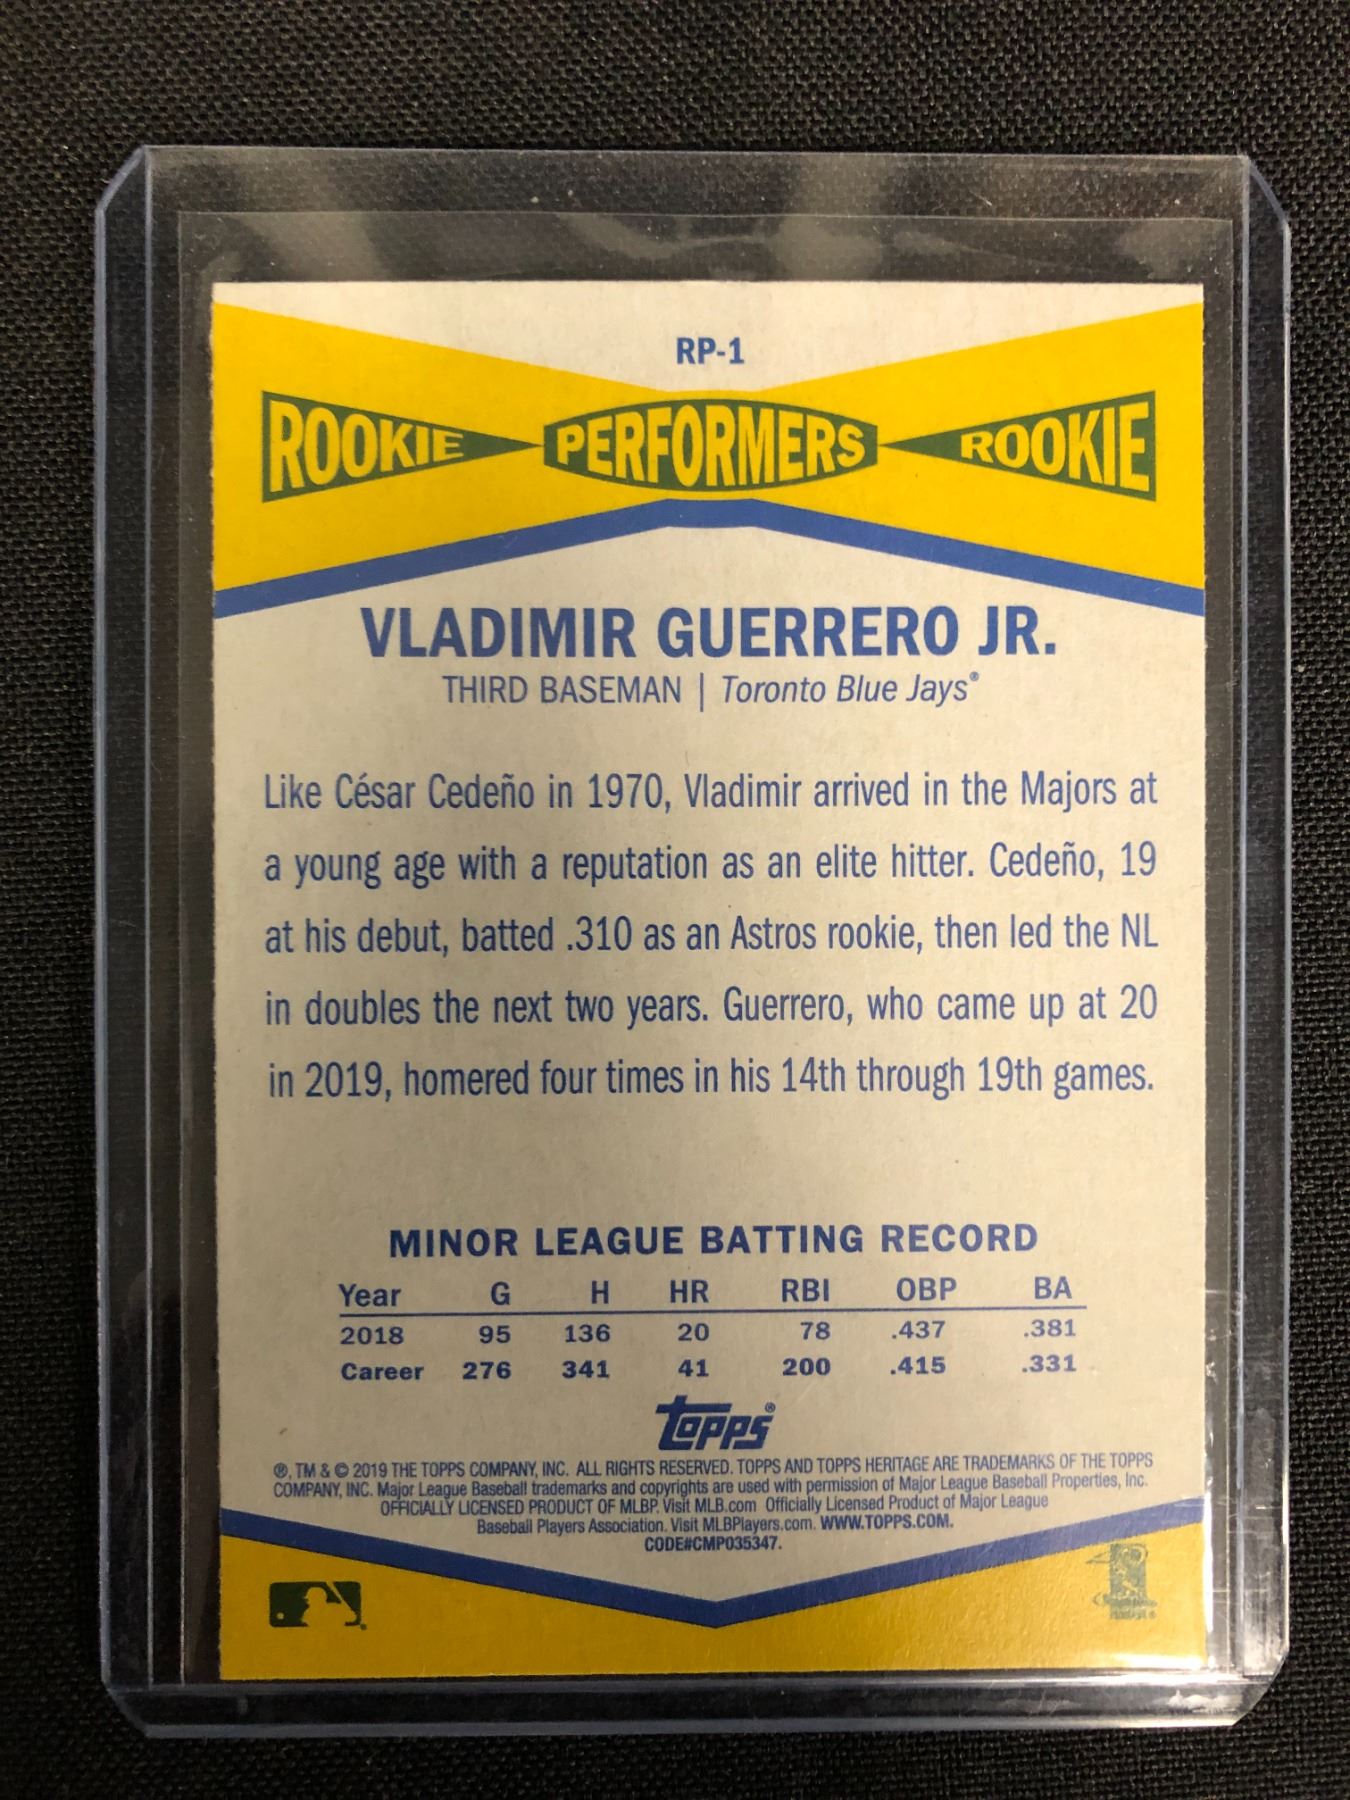 RP-1
ROOKIE PERFORMERS ROOKIE
VLADIMIR GUERRERO JR.
THIRD BASEMAN | Toronto Blue Jays®
Like César Cedeño in 1970, Vladimir arrived in the Majors at
a young age with a reputation as an elite hitter. Cedeño, 19
at his debut, batted .310 as an Astros rookie, then led the NL
in doubles the next two years. Guerrero, who came up at 20
in 2019, homered four times in his 14th through 19th games.
MINOR LEAGUE BATTING RECORD
Year G H HR RBI OBP BA
2018 95 136 20 78 .437 .381
Career 276 341 41 200 .415 .331
topps®
®, TM & © 2019 THE TOPPS COMPANY, INC. ALL RIGHTS RESERVED. TOPPS AND TOPPS HERITAGE ARE TRADEMARKS OF THE TOPPS
COMPANY, INC. Major League Baseball trademarks and copyrights are used with permission of Major League Baseball Properties, Inc.
OFFICIALLY LICENSED PRODUCT OF MLBP. Visit MLB.com Officially Licensed Product of Major League
Baseball Players Association. Visit MLBPlayers.com. WWW.TOPPS.COM.
CODE#CMP035347.